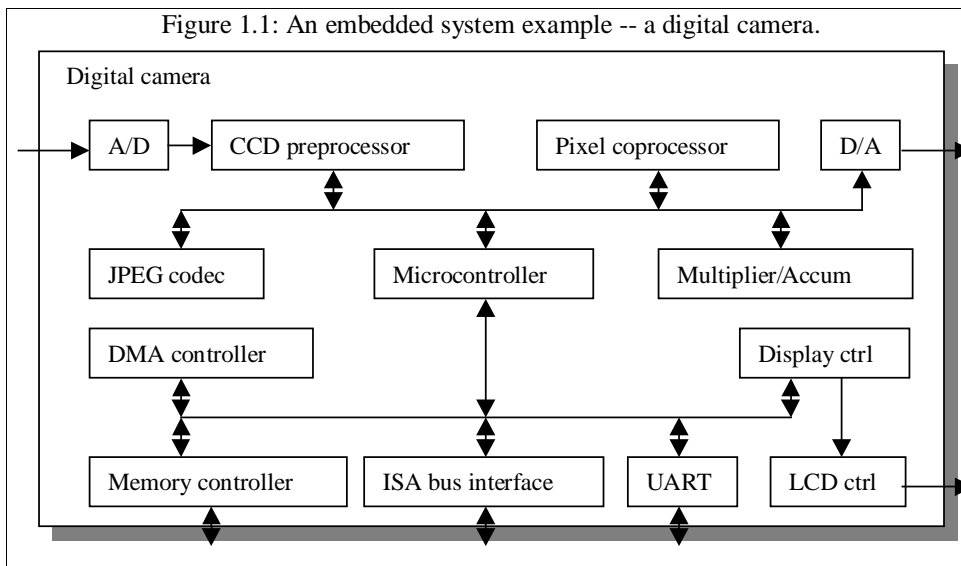 Figure 1.1: An embedded system example -- a digital camera.
Digital camera
A/D
CCD preprocessor
Pixel coprocessor
D/A
JPEG codec
Microcontroller
Multiplier/Accum
DMA controller
Display ctrl
Memory controller
ISA bus interface
UART
LCD ctrl